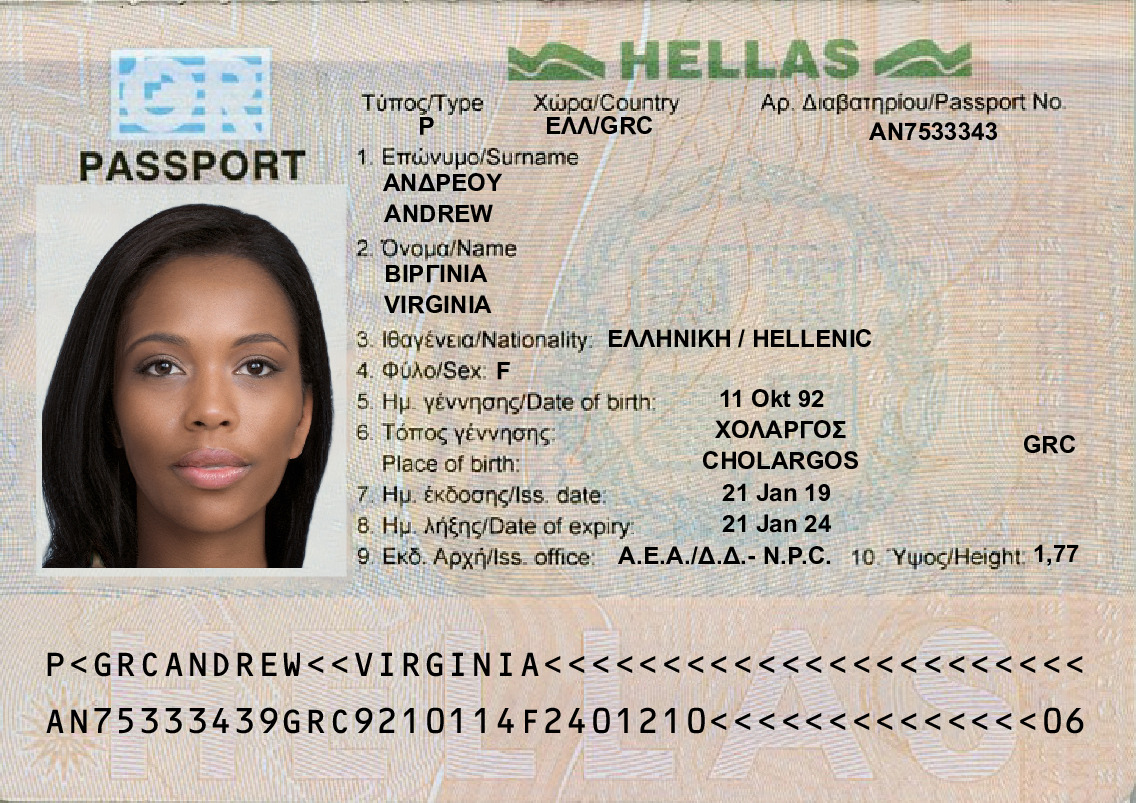 HELLAS
GR
PASSPORT
Τύπος/Type Χώρα/Country Αρ. Διαβατηρίου/Passport No.
P ΕΛΛ/GRC AN7533343
1. Επώνυμο/Surname
ΑΝΔΡΕΟΥ
ANDREW
2. Όνομα/Name
ΒΙΡΓΙΝΙΑ
VIRGINIA
3. Ιθαγένεια/Nationality: ΕΛΛΗΝΙΚΗ / HELLENIC
4. Φύλο/Sex: F
5. Ημ. γέννησης/Date of birth: 11 Okt 92
6. Τόπος γέννησης: ΧΟΛΑΡΓΟΣ
Place of birth: CHOLARGOS GRC
7. Ημ. έκδοσης/Iss. date: 21 Jan 19
8. Ημ. λήξης/Date of expiry: 21 Jan 24
9 Εκδ. Αρχή/Iss. office: Α.Ε.Α./Δ.Δ.- N.P.C. 10. Ύψος/Height: 1,77
HELLAS
P<GRCANDREW<<VIRGINIA<<<<<<<<<<<<<<<<<<<<<<<
AN75333439GRC9210114F2401210<<<<<<<<<<<<<<06